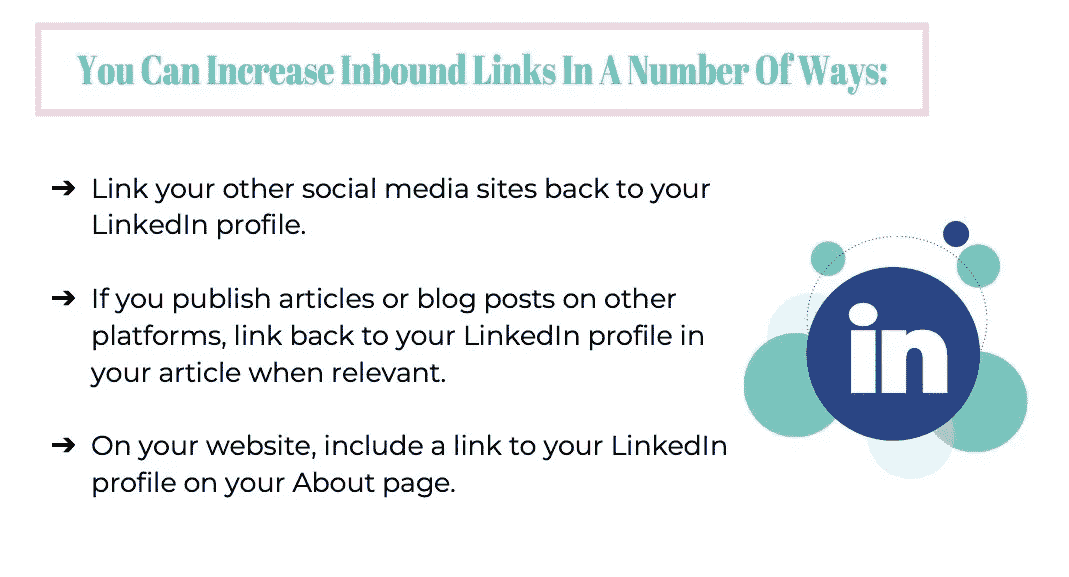 You Can Increase Inbound Links In A Number Of Ways:
➔ Link your other social media sites back to your
LinkedIn profile.
➔ If you publish articles or blog posts on other
platforms, link back to your LinkedIn profile in
your article when relevant.
➔ On your website, include a link to your LinkedIn
profile on your About page.
in